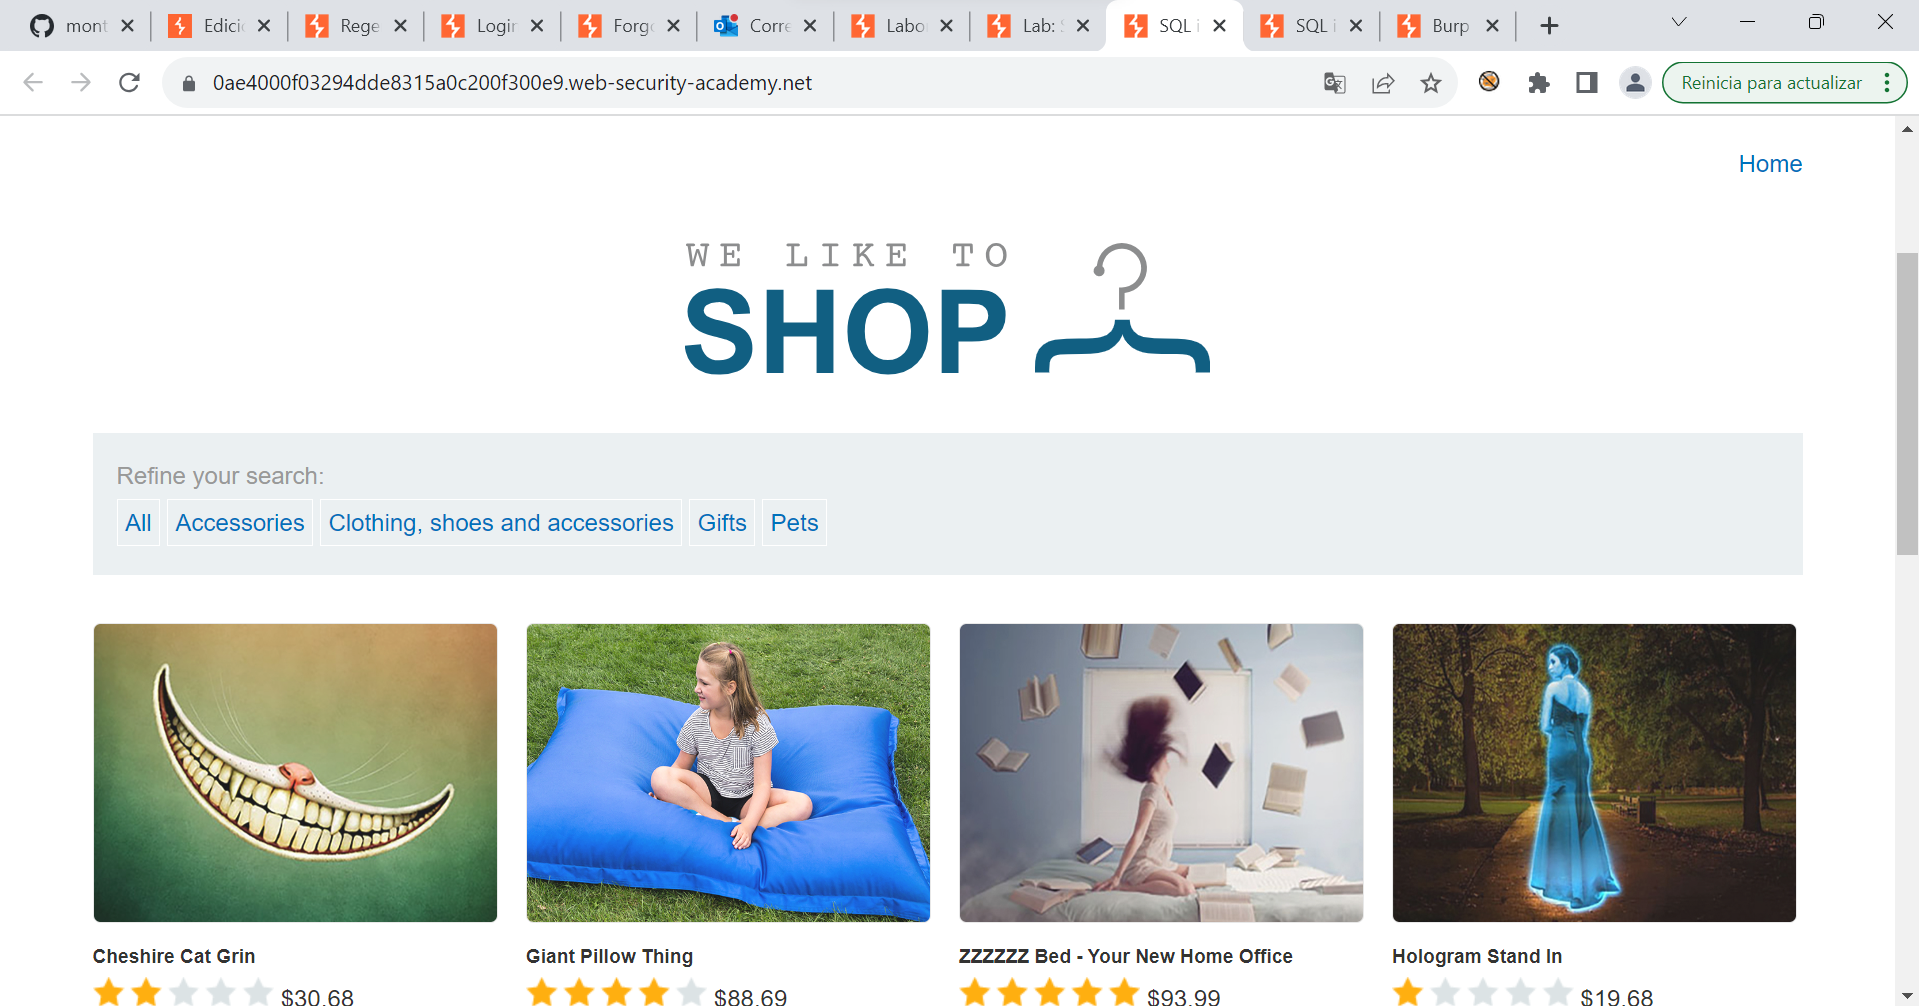 mont
Edici
Rege
Login
Forgo
Corre
Labo
Lab: S
SQL i
SQL i
Burp
0ae4000f03294dde8315a0c200f300e9.web-security-academy.net
Reinicia para actualizar
Home
WE LIKE TO
SHOP
Refine your search:
All Accessories Clothing, shoes and accessories Gifts Pets
Cheshire Cat Grin
Giant Pillow Thing
ZZZZZZ Bed - Your New Home Office
Hologram Stand In
$30.68
$88.69
$93.99
$19.68